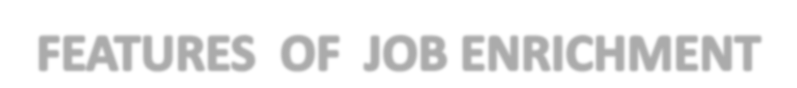 FEATURES OF JOB ENRICHMENT